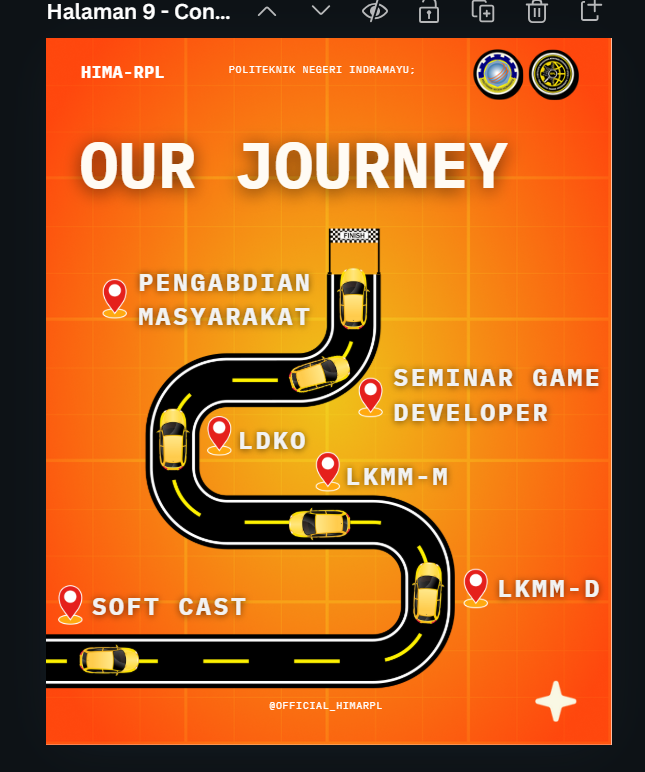 Halaman 9 - Con...
HIMA-RPL
POLITEKNIK NEGERI INDRAMAYU;
OUR JOURNEY
FINISH
PENGABDIAN
MASYARAKAT
SEMINAR GAME
DEVELOPER
LDKO
LKMM-M
LKMM-D
SOFT CAST
@OFFICIAL_HIMARPL